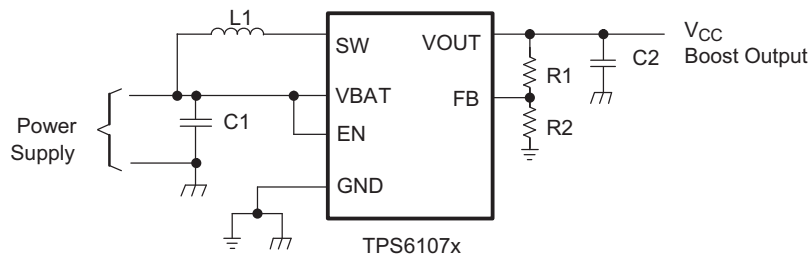 L1
SW
VOUT
VCC
Boost Output
C2
R1
VBAT
FB
C1
R2
EN
Power
Supply
GND
TPS6107x